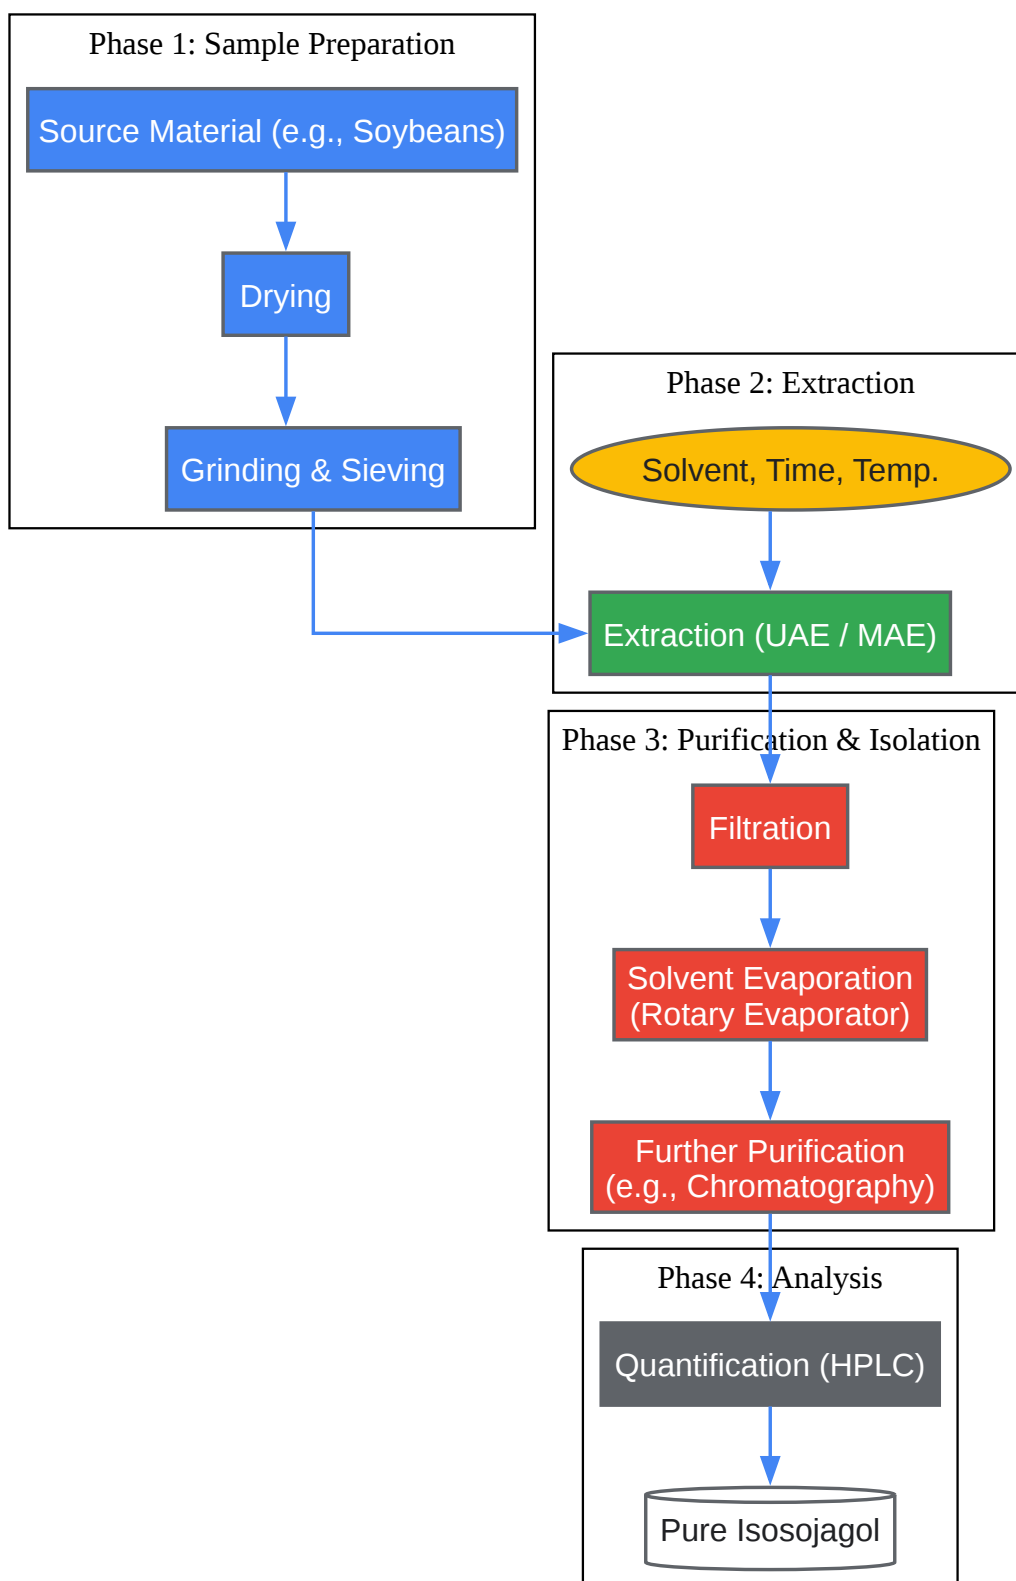 Phase 1: Sample Preparation
Source Material (e.g., Soybeans)
Drying
Grinding & Sieving
Phase 2: Extraction
Solvent, Time, Temp.
Extraction (UAE / MAE)
Phase 3: Purification & Isolation
Filtration
Solvent Evaporation
(Rotary Evaporator)
Further Purification
(e.g., Chromatography)
Phase 4: Analysis
Quantification (HPLC)
Pure Isosojagol